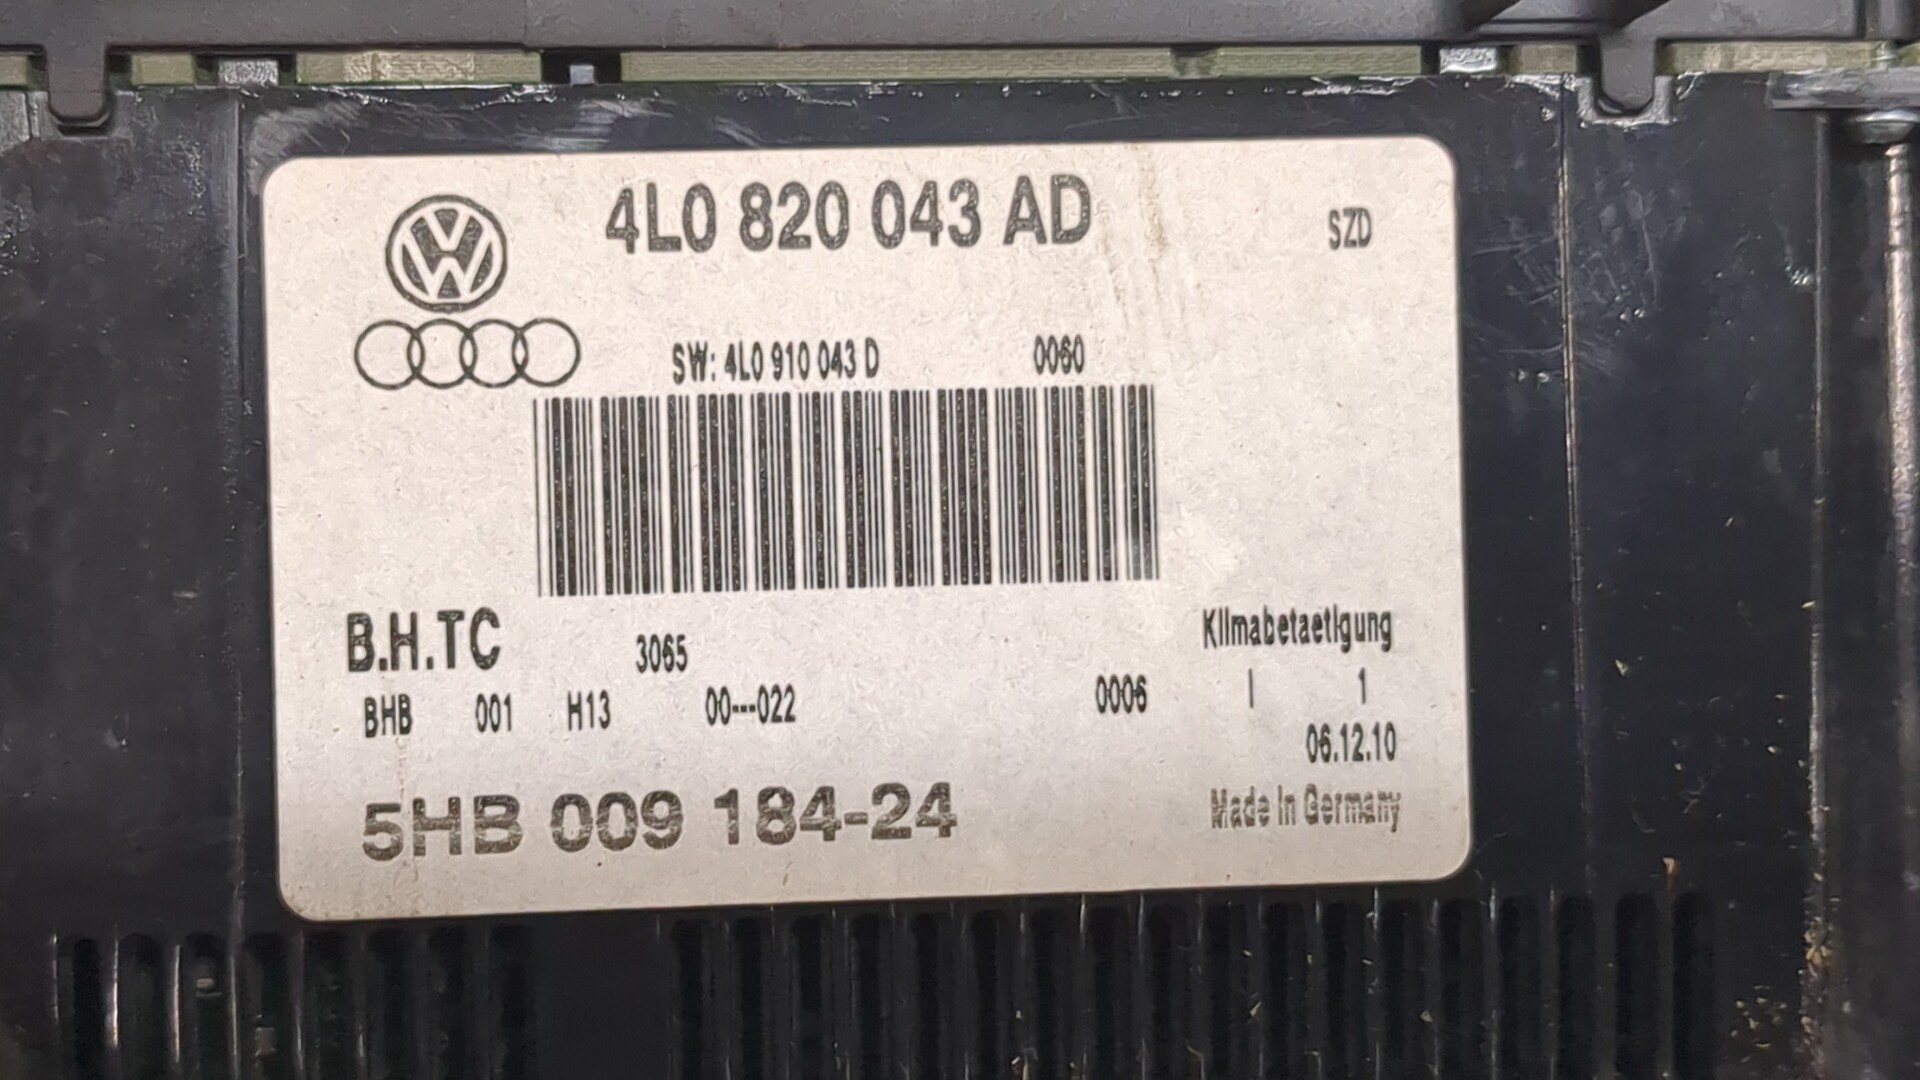 4L0 820 043 AD SZD
SW: 4L0 910 043 D 0060
B.H.TC 3065 Klimabetaetigung
BHB 001 H13 00---022 0006 I 1
06.12.10
5HB 009 184-24 Made in Germany